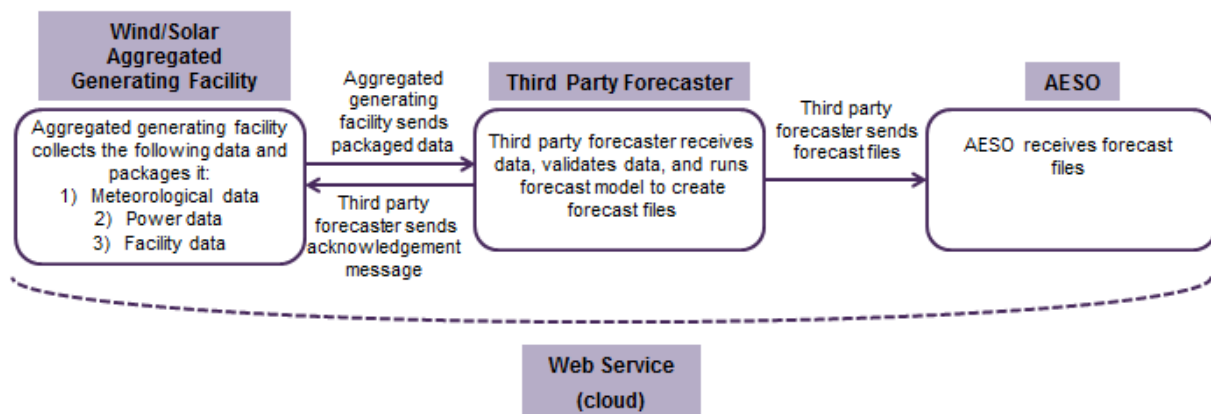 Wind/Solar
Aggregated
Generating Facility
Aggregated generating facility
collects the following data and
packages it:
1) Meteorological data
2) Power data
3) Facility data
Aggregated
generating
facility sends
packaged data
Third party
forecaster sends
acknowledgement
message
Third Party Forecaster
Third party forecaster receives
data, validates data, and runs
forecast model to create
forecast files
Third party
forecaster sends
forecast files
AESO
AESO receives forecast
files
Web Service
(cloud)